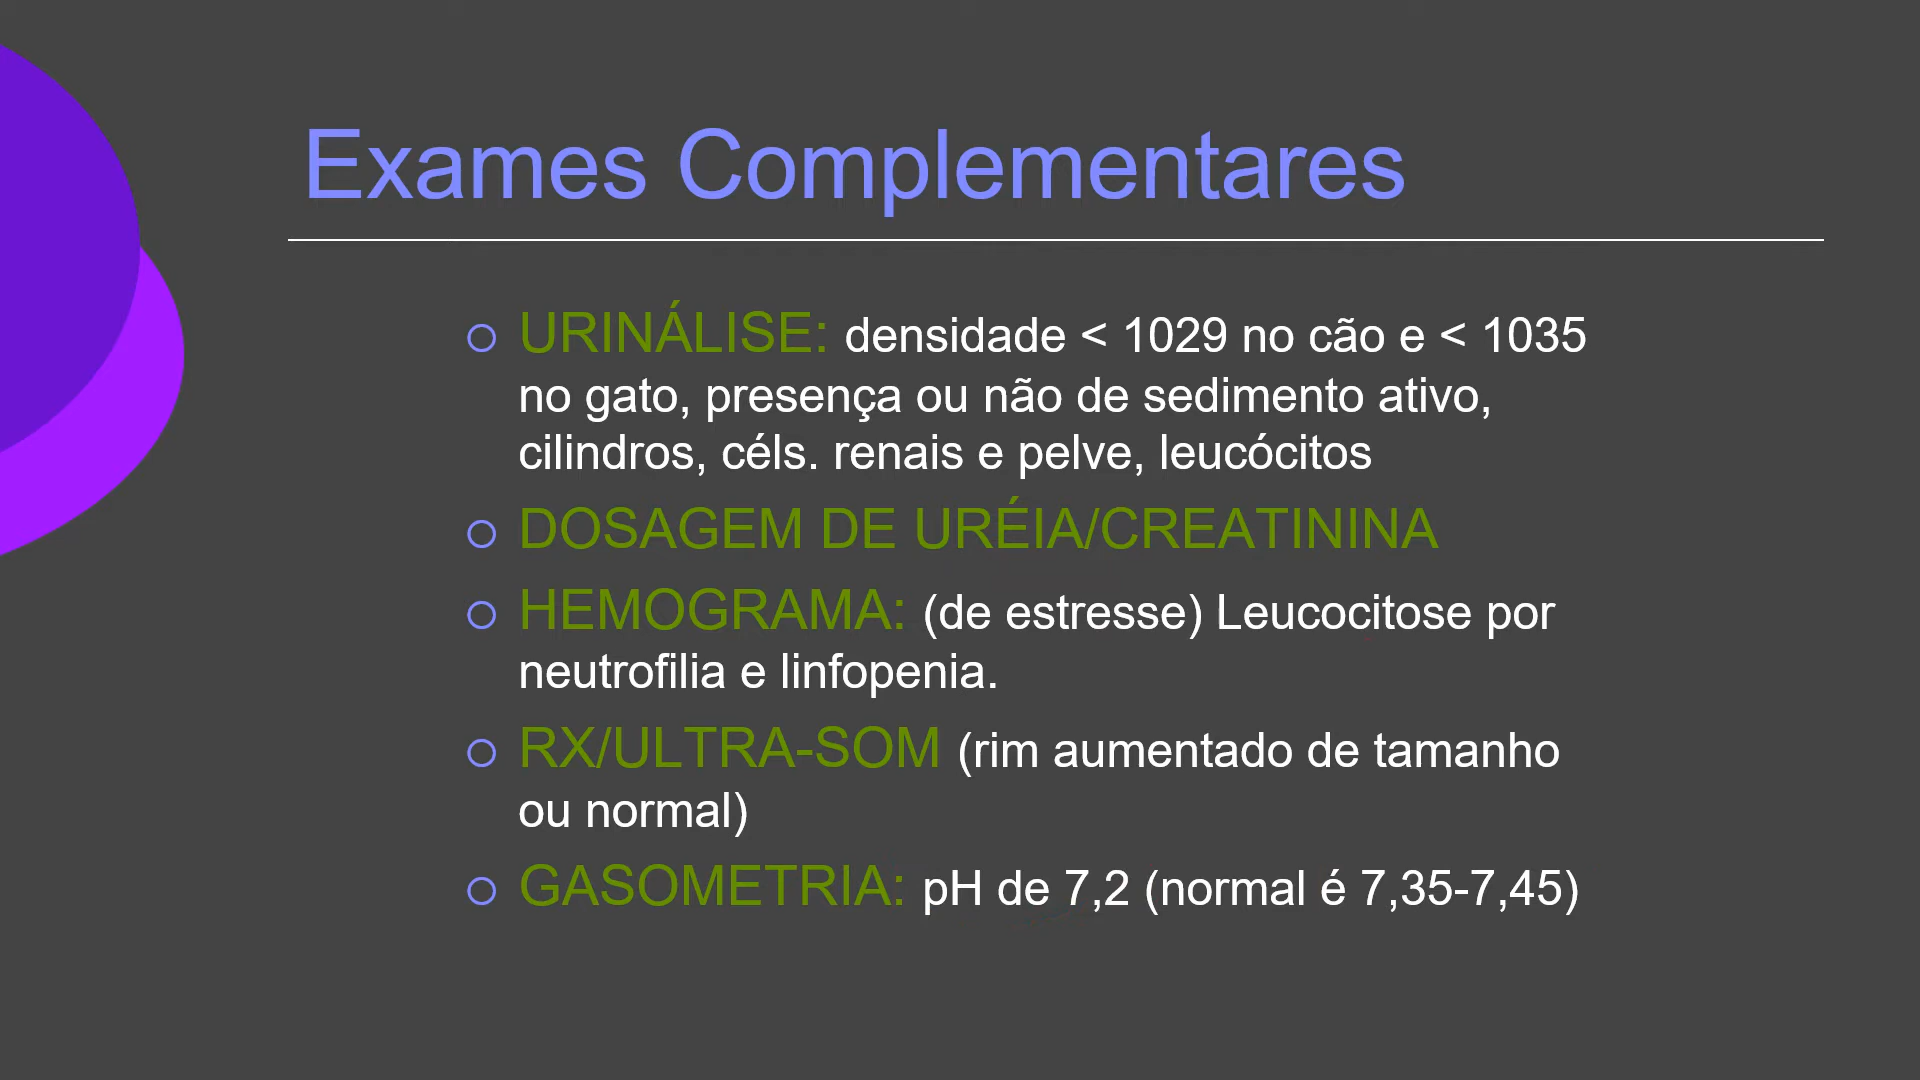 Exames Complementares
URINÁLISE: densidade < 1029 no cão e < 1035
no gato, presença ou não de sedimento ativo,
cilindros, céls. renais e pelve, leucócitos
DOSAGEM DE URÉIA/CREATININA
HEMOGRAMA: (de estresse) Leucocitose por
neutrofilia e linfopenia.
RX/ULTRA-SOM (rim aumentado de tamanho
ou normal)
GASOMETRIA: pH de 7,2 (normal é 7,35-7,45)